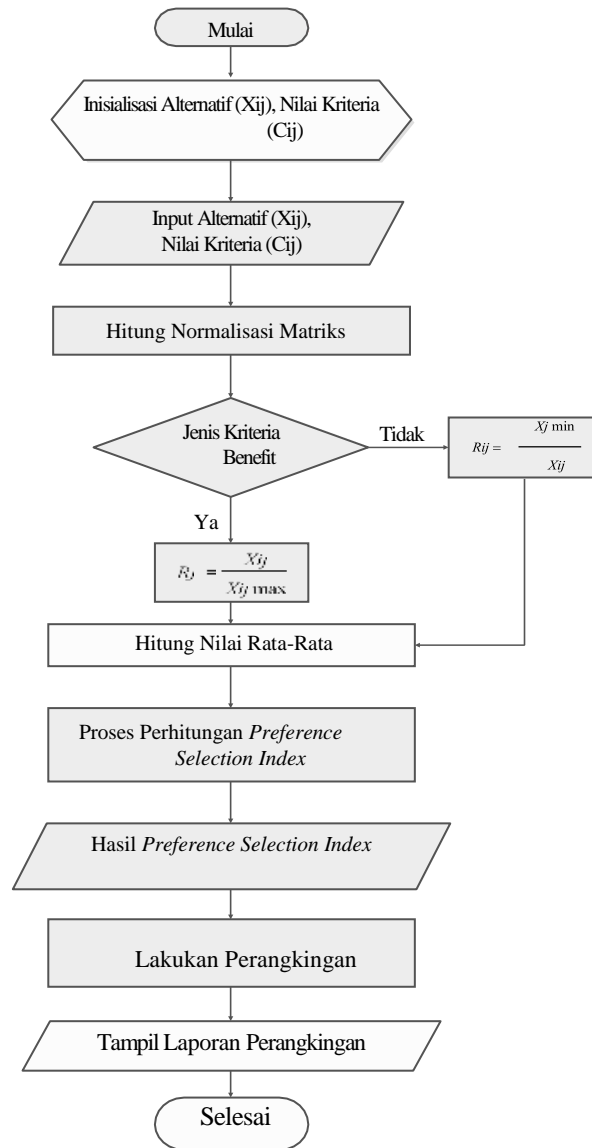 Mulai
Inisialisasi Alternatif (Xij), Nilai Kriteria
(Cij)
Input Alternatif (Xij),
Nilai Kriteria (Cij)
Hitung Normalisasi Matriks
Jenis Kriteria
Benefit
Tidak
Xj min
Rij =
Xij
Ya
Xij
Rij =
Xij max
Hitung Nilai Rata-Rata
Proses Perhitungan Preference
Selection Index
Hasil Preference Selection Index
Lakukan Perangkingan
Tampil Laporan Perangkingan
Selesai